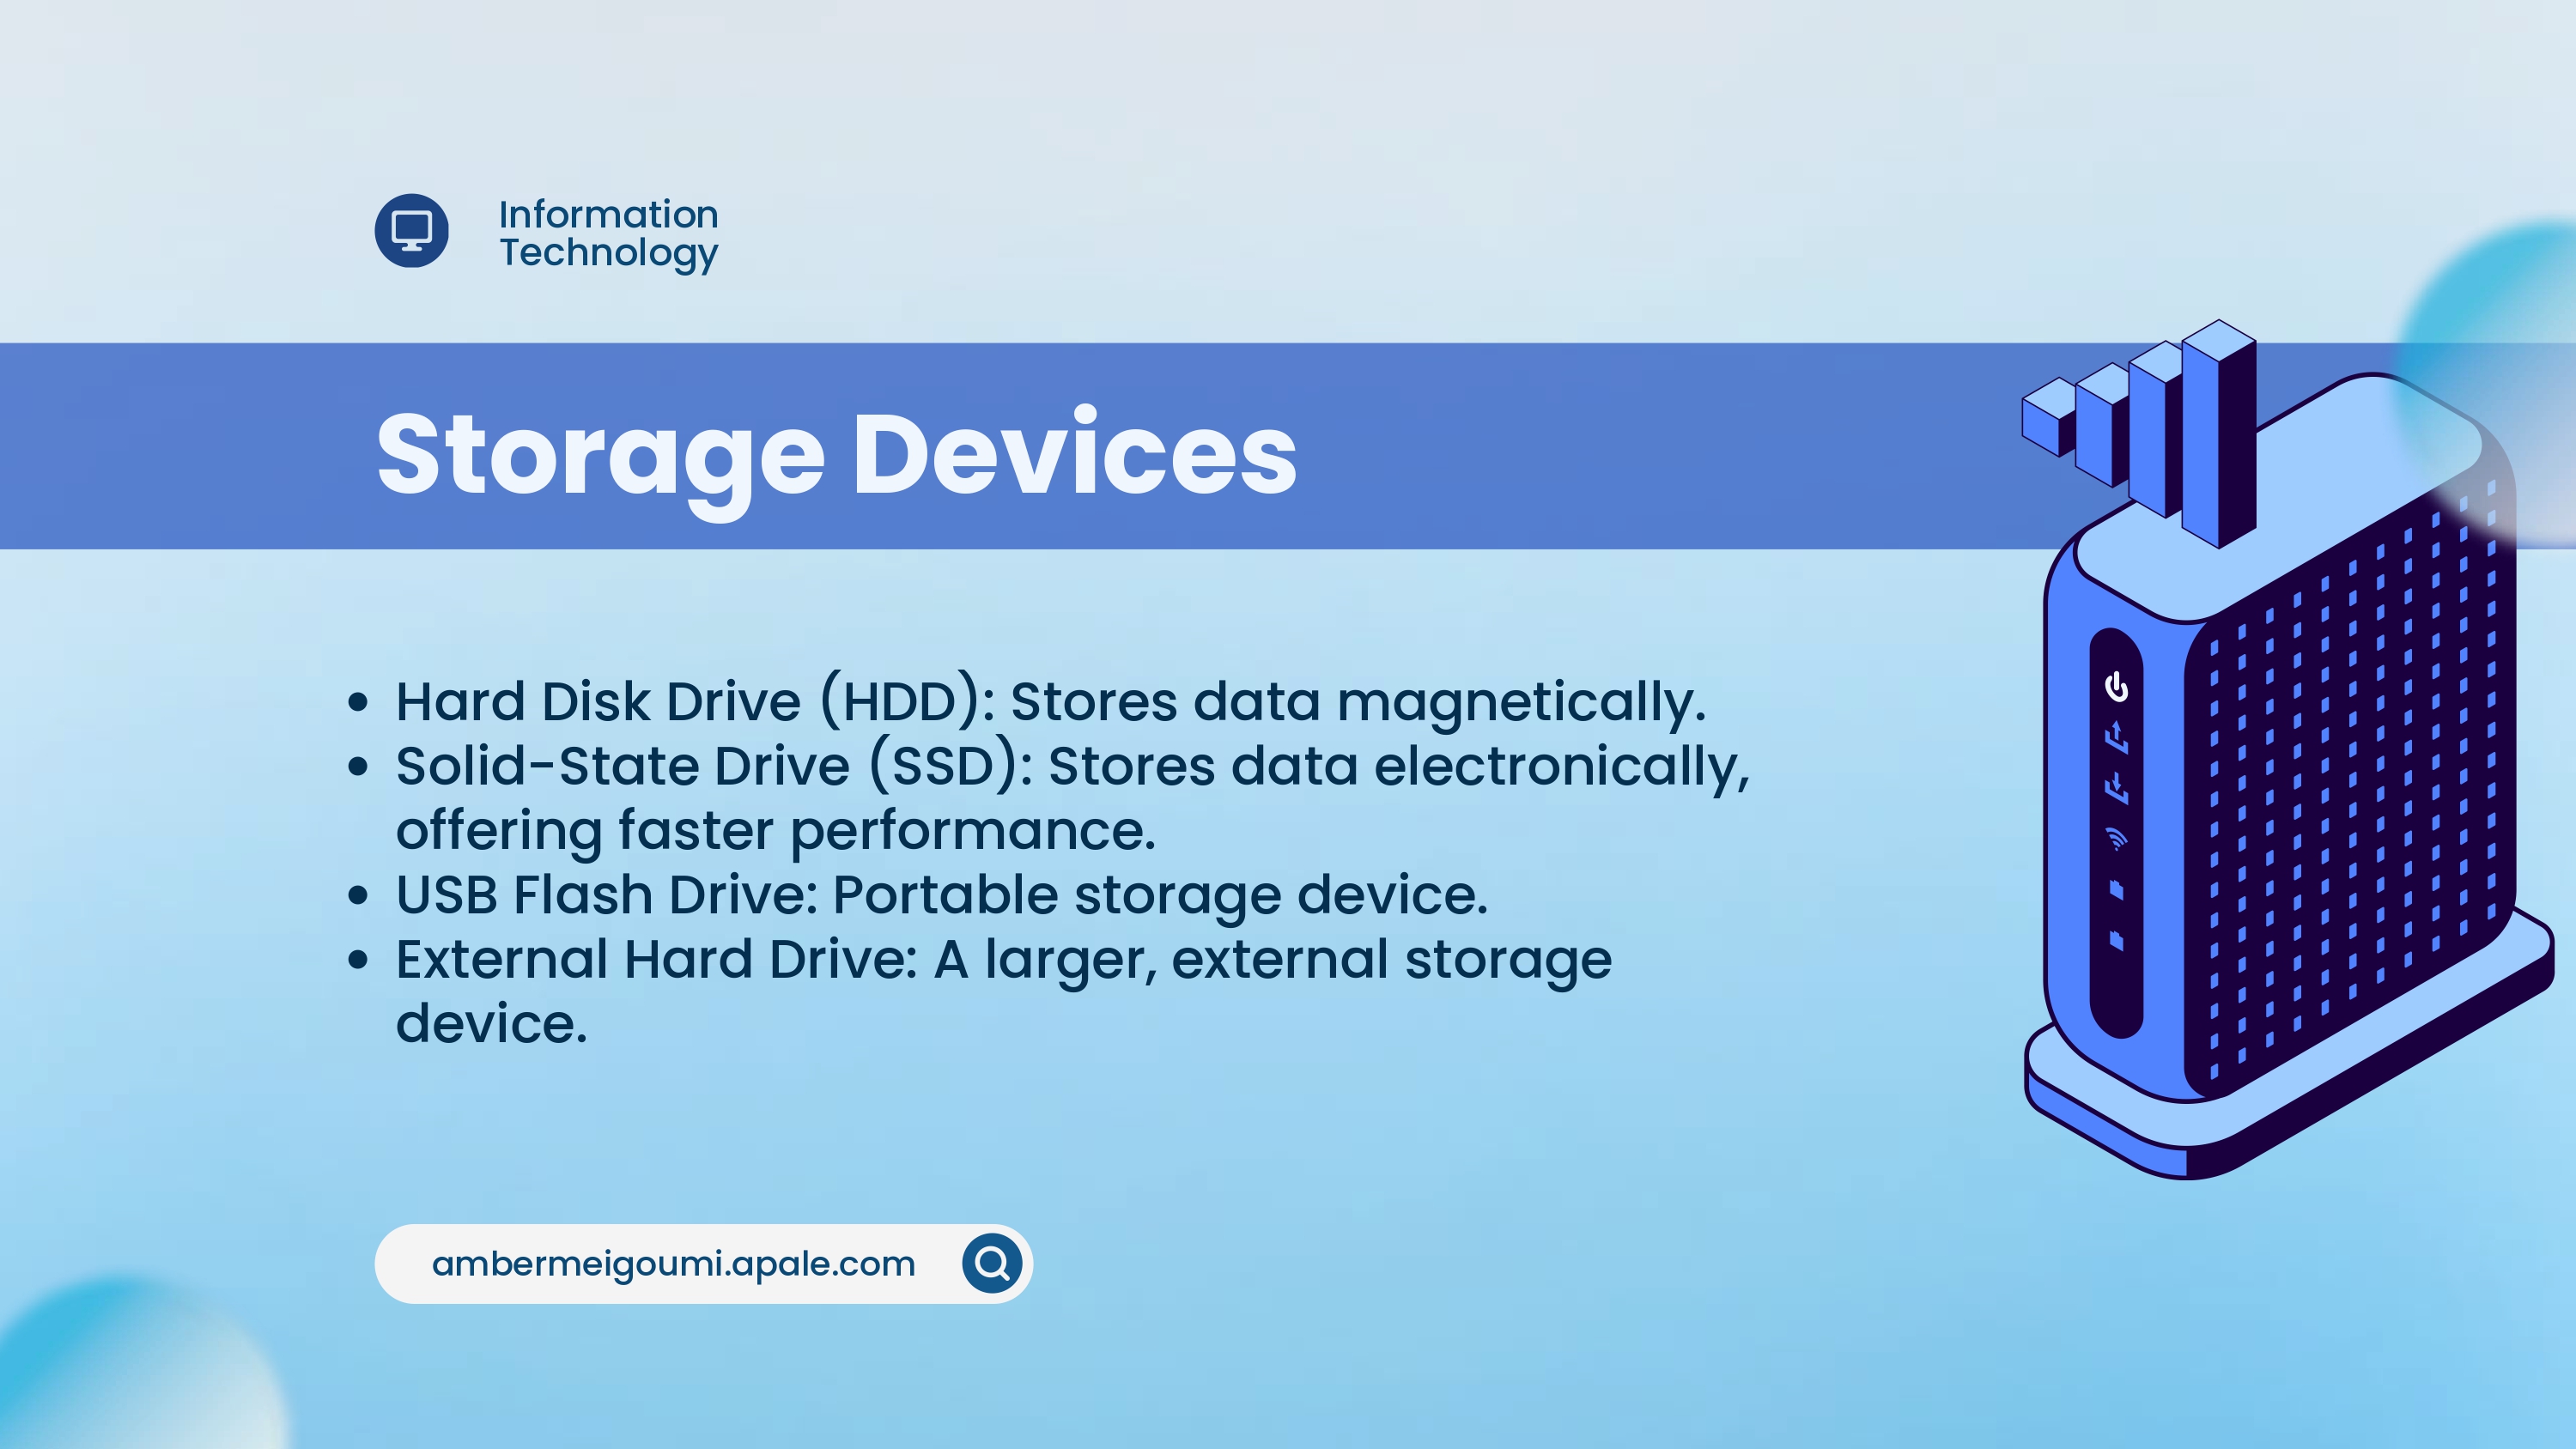 Information
Technology
Storage Devices
• Hard Disk Drive (HDD): Stores data magnetically.
• Solid-State Drive (SSD): Stores data electronically,
offering faster performance.
• USB Flash Drive: Portable storage device.
• External Hard Drive: A larger, external storage
device.
ambermeigoumi.apale.com